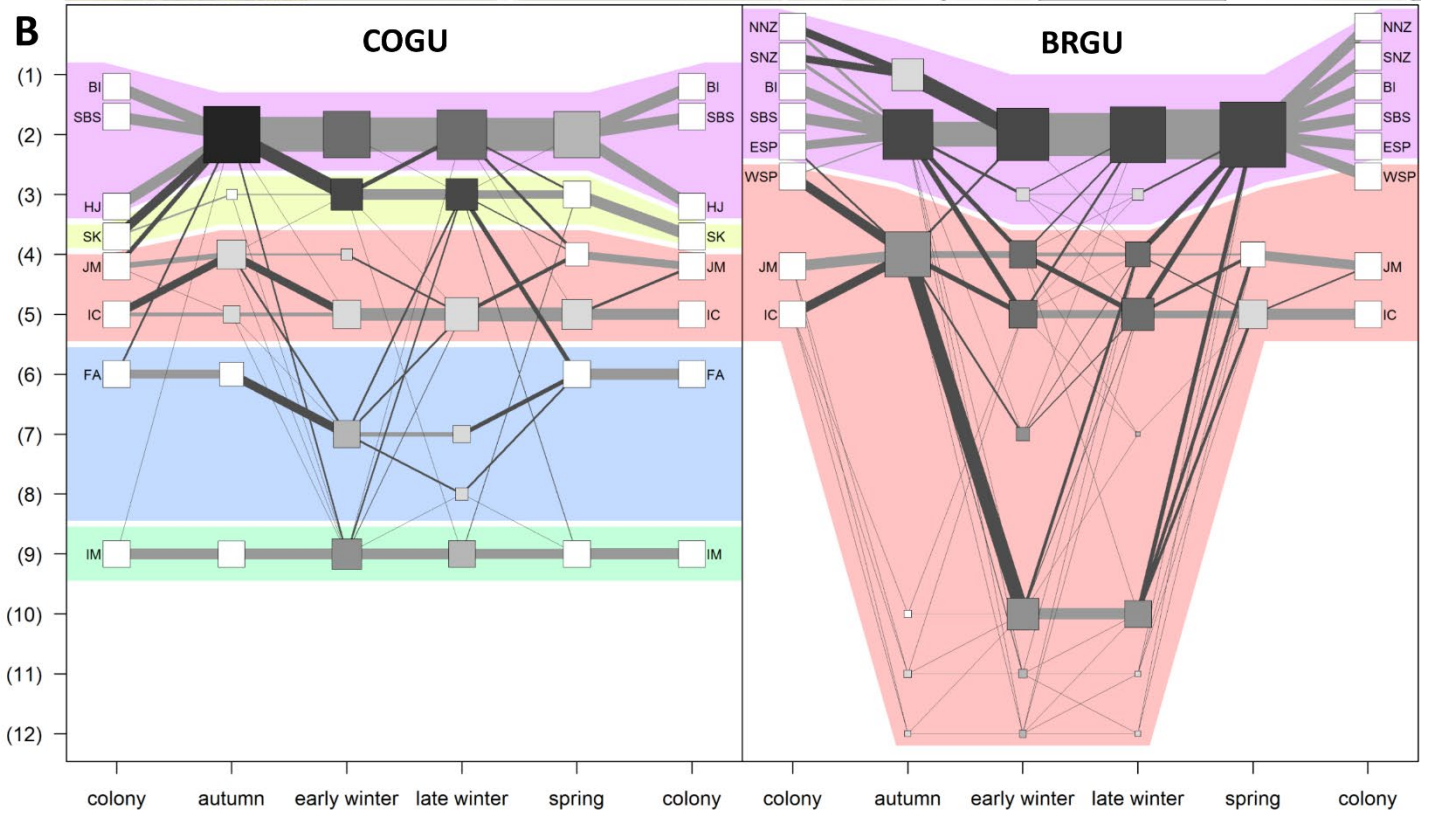 B
COGU
BRGU
(1)
(2)
(3)
(4)
(5)
(6)
(7)
(8)
(9)
(10)
(11)
(12)
BI
SBS
HJ
SK
JM
IC
FA
IM
BI
SBS
HJ
SK
JM
IC
FA
IM
NNZ
SNZ
BI
SBS
ESP
WSP
JM
IC
NNZ
SNZ
BI
SBS
ESP
WSP
JM
IC
colony autumn early winter late winter spring colony
colony autumn early winter late winter spring colony